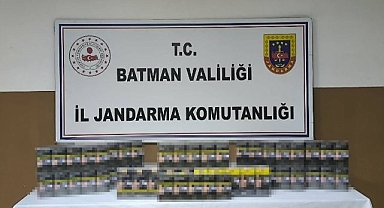 T.C.
BATMAN VALİLİĞİ
İL JANDARMA KOMUTANLIĞI